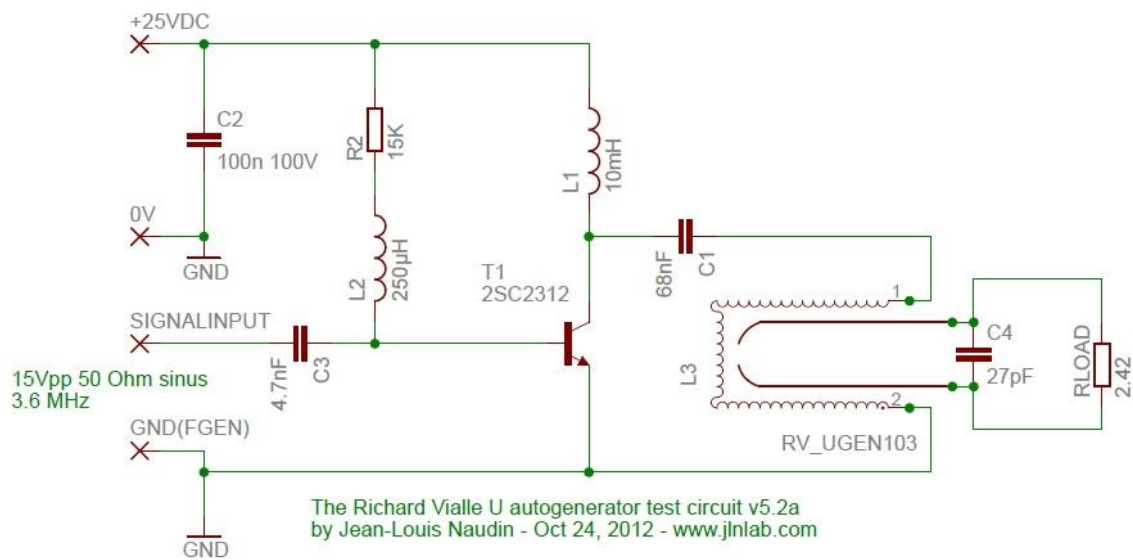 +25VDC
C2
100n 100V
R2
15K
L1
10mH
0V
GND
L2
250µH
T1
2SC2312
68nF
C1
SIGNALINPUT
4.7nF
C3
15Vpp 50 Ohm sinus
3.6 MHz
1
L3
2
C4
27pF
RLOAD
2.42
GND(FGEN)
RV_UGEN103
The Richard Vialle U autogenerator test circuit v5.2a
by Jean-Louis Naudin - Oct 24, 2012 - www.jlnlab.com
GND